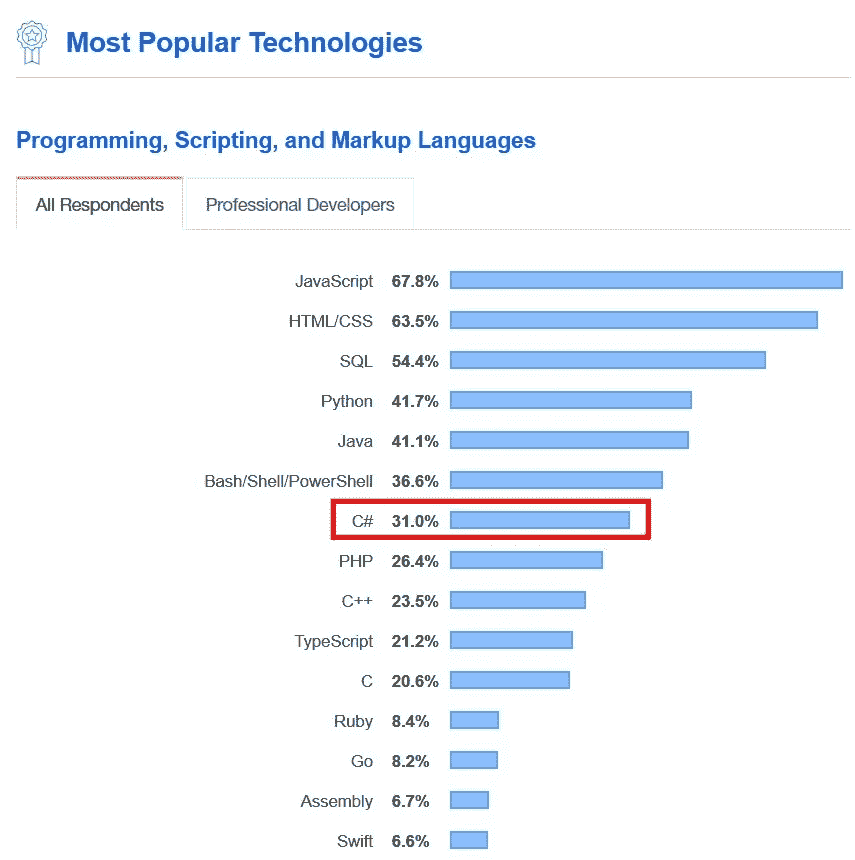 Most Popular Technologies
Programming, Scripting, and Markup Languages
All Respondents Professional Developers
JavaScript 67.8%
HTML/CSS 63.5%
SQL 54.4%
Python 41.7%
Java 41.1%
Bash/Shell/PowerShell 36.6%
C# 31.0%
PHP 26.4%
C++ 23.5%
TypeScript 21.2%
C 20.6%
Ruby 8.4%
Go 8.2%
Assembly 6.7%
Swift 6.6%